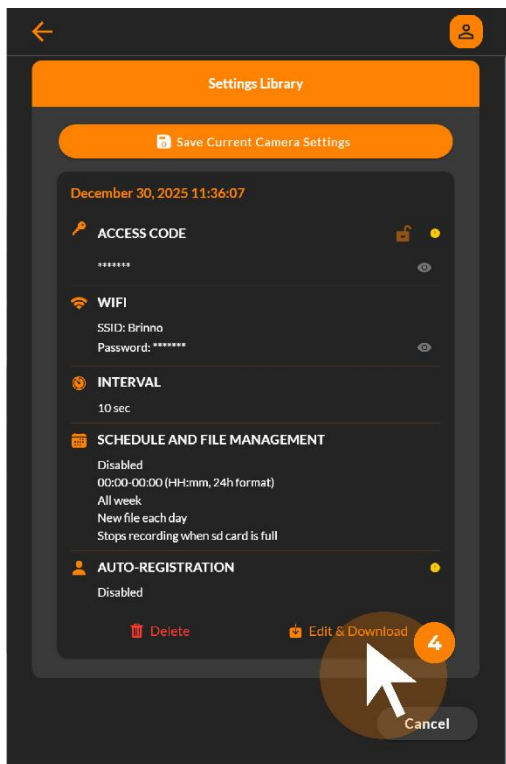 Settings Library
Save Current Camera Settings
December 30, 2025 11:36:07
ACCESS CODE
*******
WIFI
SSID: Brinno
Password: *******
INTERVAL
10 sec
SCHEDULE AND FILE MANAGEMENT
Disabled
00:00-00:00 (HH:mm, 24h format)
All week
New file each day
Stops recording when sd card is full
AUTO-REGISTRATION
Disabled
Delete
Edit & Download
4
Cancel